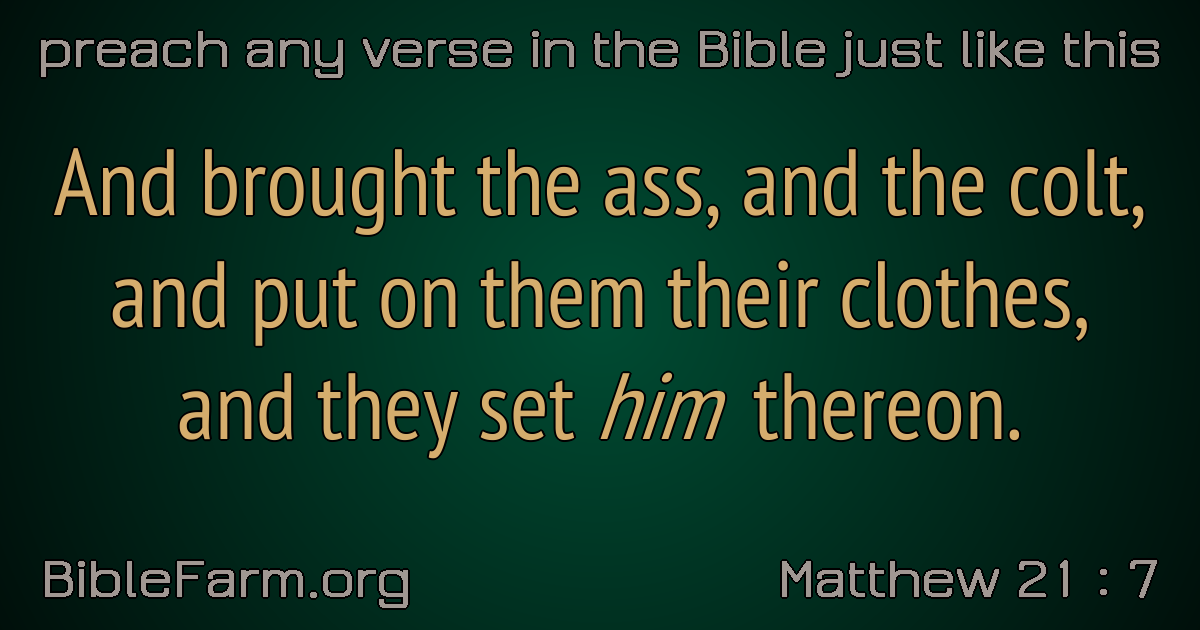 preach any verse in the Bible just like this
And brought the ass, and the colt,
and put on them their clothes,
and they set him thereon.
BibleFarm.org
Matthew 21 : 7